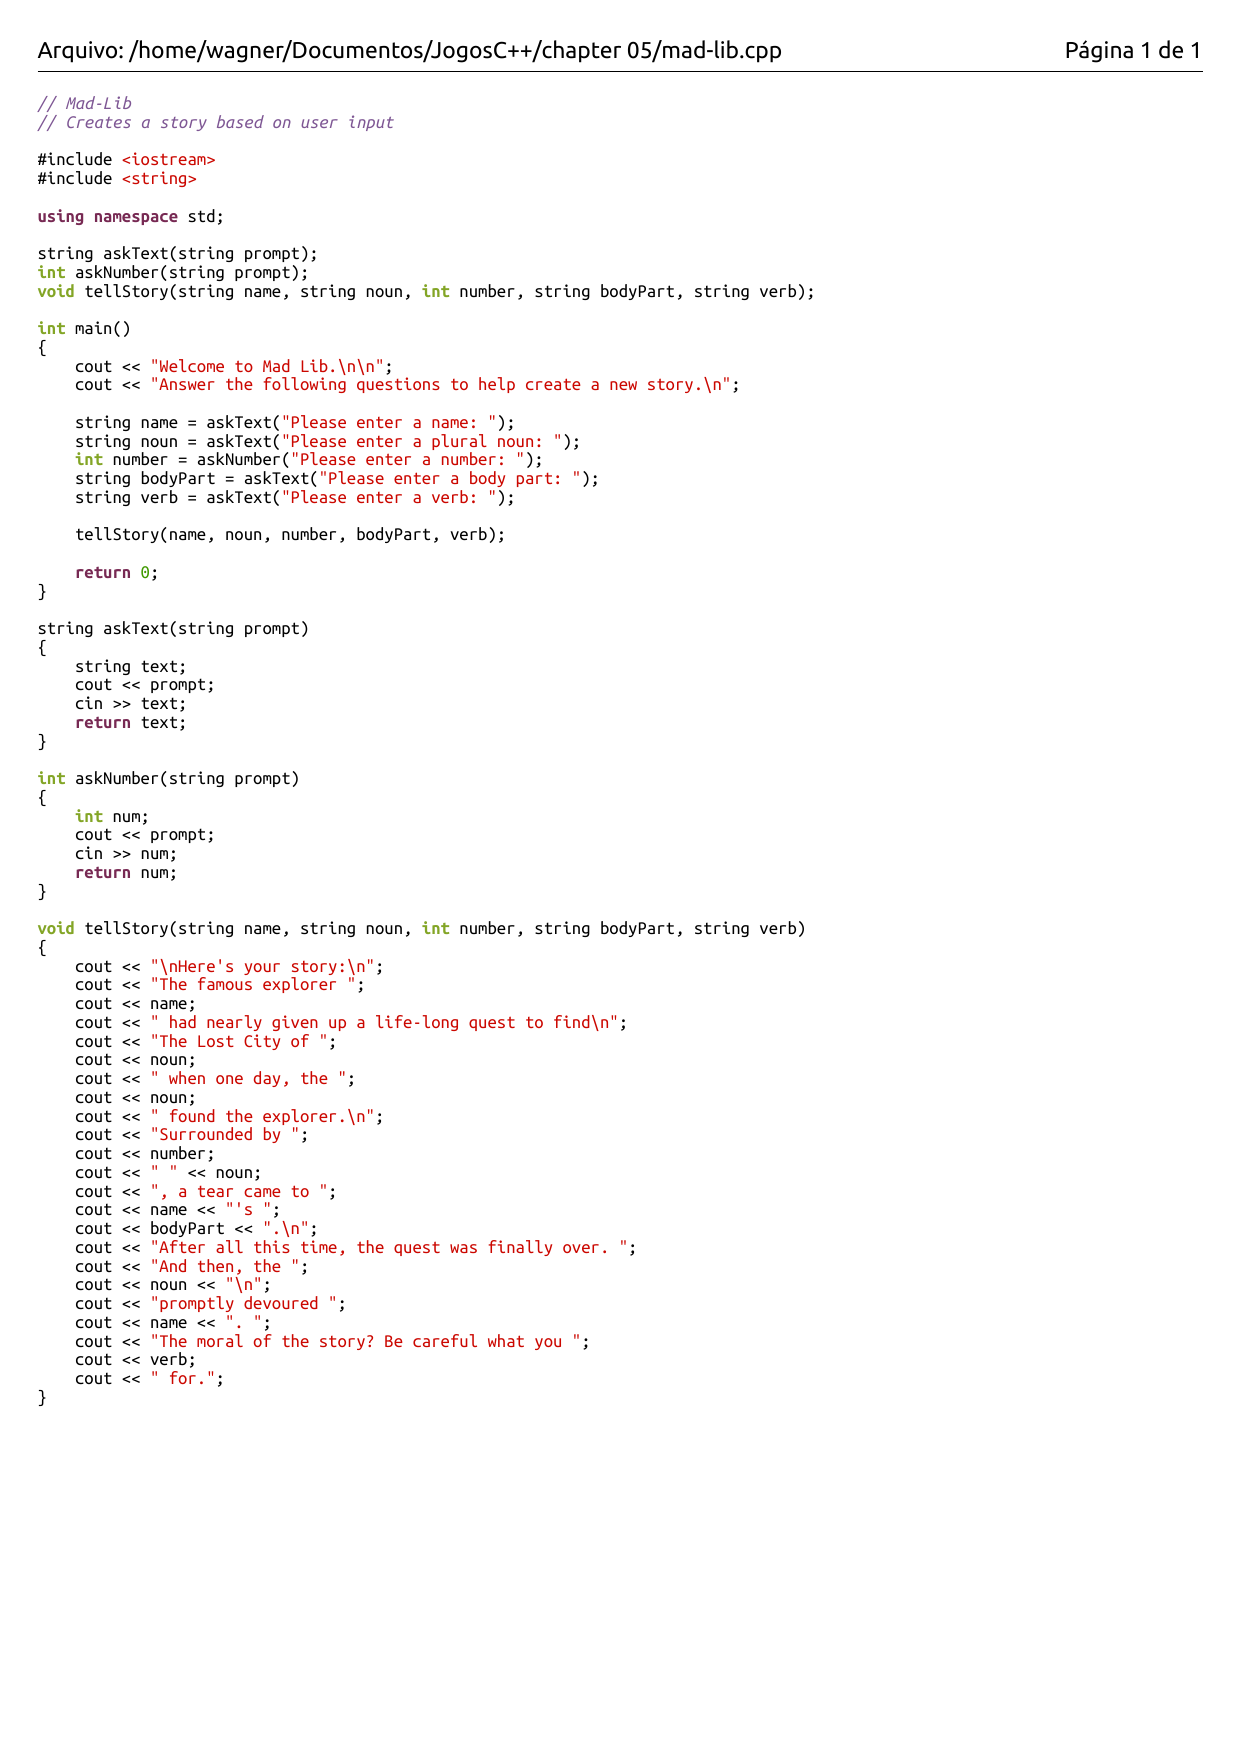 Arquivo: /home/wagner/Documentos/JogosC++/chapter 05/mad-lib.cpp Página 1 de 1
// Mad-Lib
// Creates a story based on user input

#include <iostream>
#include <string>

using namespace std;

string askText(string prompt);
int askNumber(string prompt);
void tellStory(string name, string noun, int number, string bodyPart, string verb);

int main()
{
    cout << "Welcome to Mad Lib.\n\n";
    cout << "Answer the following questions to help create a new story.\n";

    string name = askText("Please enter a name: ");
    string noun = askText("Please enter a plural noun: ");
    int number = askNumber("Please enter a number: ");
    string bodyPart = askText("Please enter a body part: ");
    string verb = askText("Please enter a verb: ");

    tellStory(name, noun, number, bodyPart, verb);

    return 0;
}

string askText(string prompt)
{
    string text;
    cout << prompt;
    cin >> text;
    return text;
}

int askNumber(string prompt)
{
    int num;
    cout << prompt;
    cin >> num;
    return num;
}

void tellStory(string name, string noun, int number, string bodyPart, string verb)
{
    cout << "\nHere's your story:\n";
    cout << "The famous explorer ";
    cout << name;
    cout << " had nearly given up a life-long quest to find\n";
    cout << "The Lost City of ";
    cout << noun;
    cout << " when one day, the ";
    cout << noun;
    cout << " found the explorer.\n";
    cout << "Surrounded by ";
    cout << number;
    cout << " " << noun;
    cout << ", a tear came to ";
    cout << name << "'s ";
    cout << bodyPart << ".\n";
    cout << "After all this time, the quest was finally over. ";
    cout << "And then, the ";
    cout << noun << "\n";
    cout << "promptly devoured ";
    cout << name << ". ";
    cout << "The moral of the story? Be careful what you ";
    cout << verb;
    cout << " for.";
}